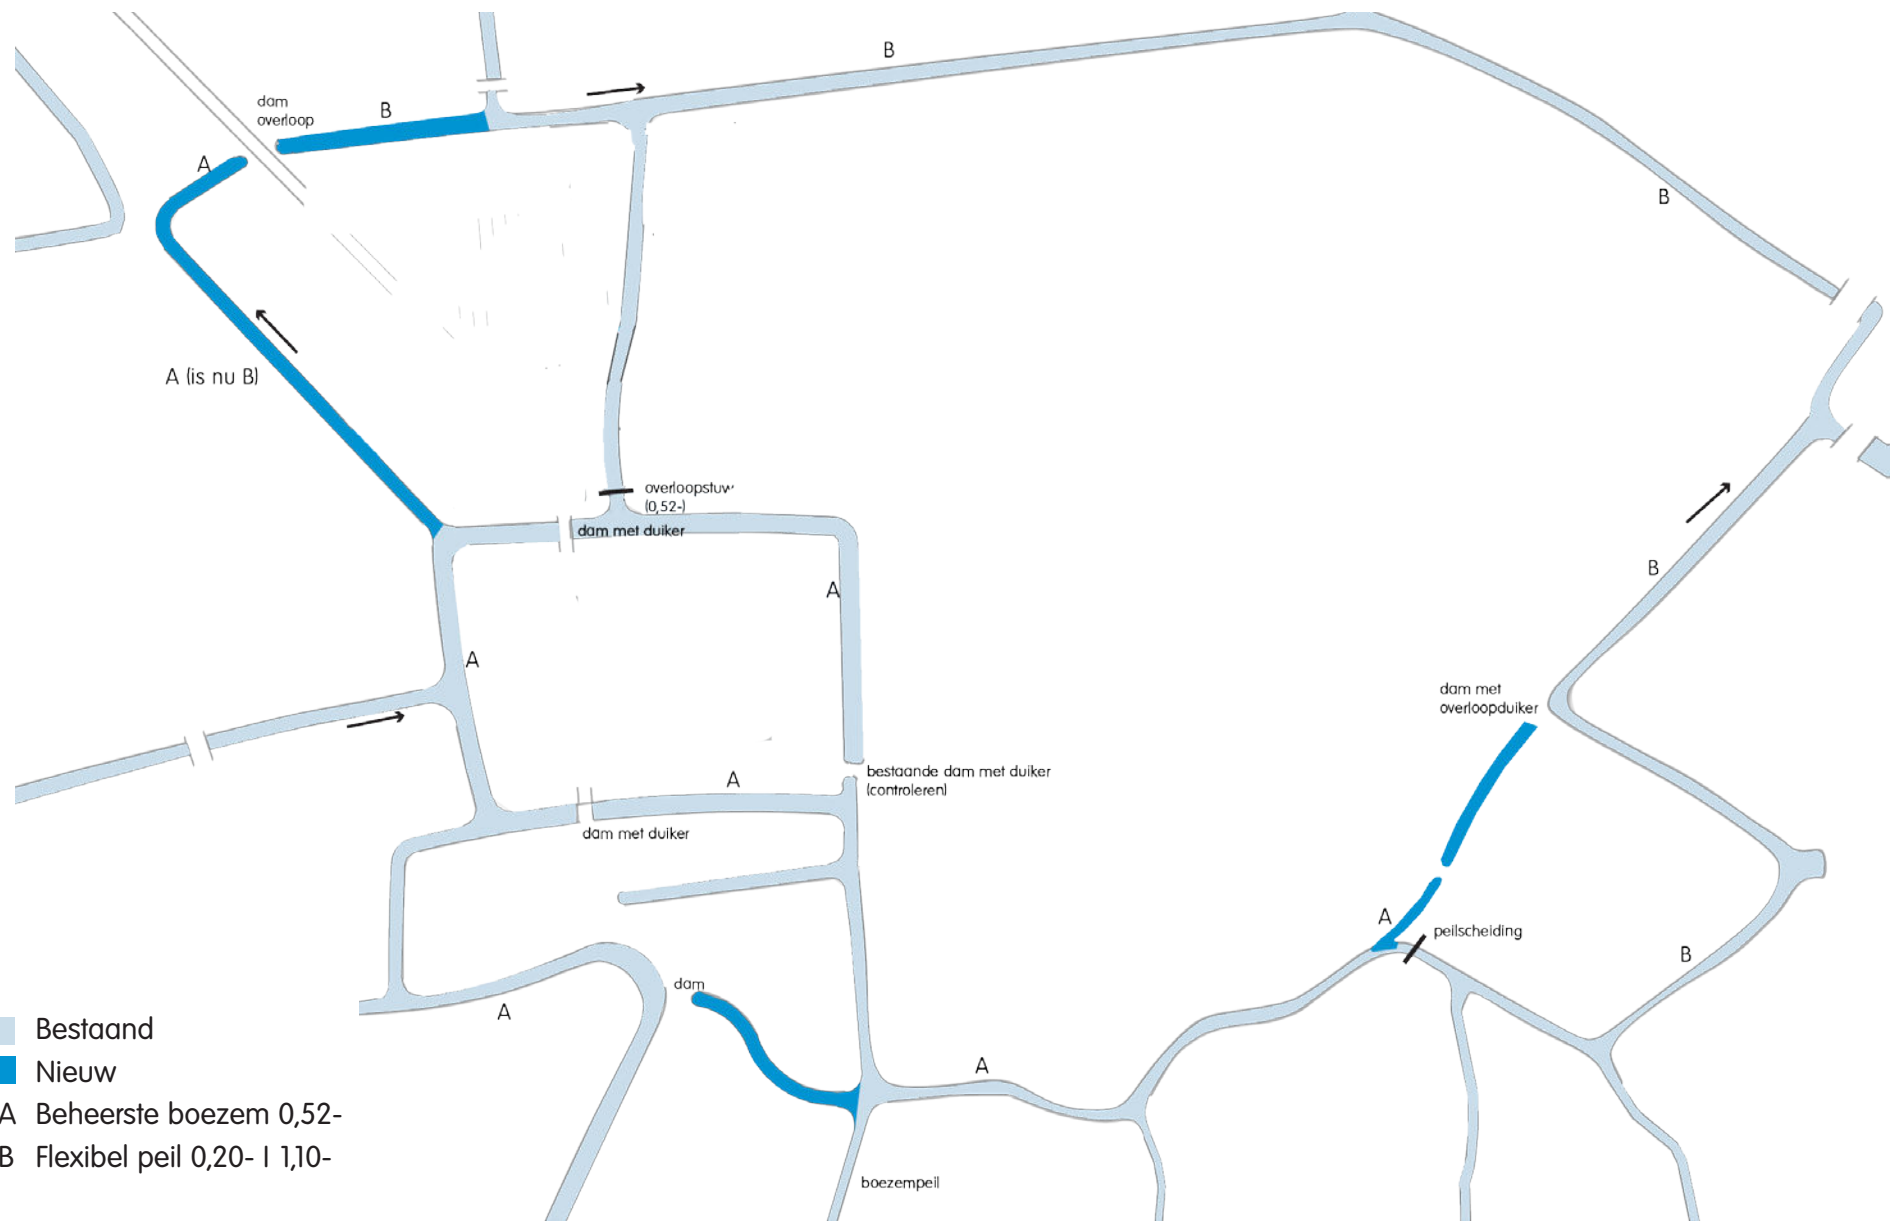 B
dam
overloop
B
A
B
A (is nu B)
overloopstuw
(0,52-)
dam met duiker
A
B
A
dam met
overloopduiker
A
bestaande dam met duiker
(controleren)
dam met duiker
A
peilscheiding
B
dam
A
Bestaand
Nieuw
A
A Beheerste boezem 0,52-
B Flexibel peil 0,20- | 1,10-
boezempeil